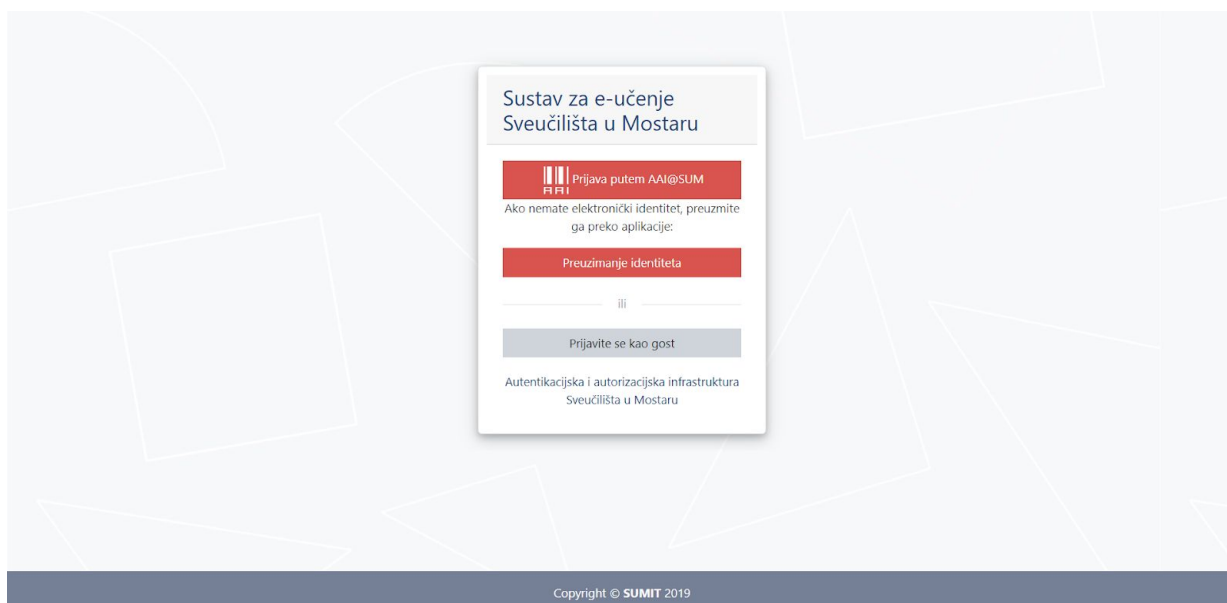 Sustav za e-učenje
Sveučilišta u Mostaru
AAI Prijava putem AAI@SUM
Ako nemate elektronički identitet, preuzmite
ga preko aplikacije:
Preuzimanje identiteta
ili
Prijavite se kao gost
Autentikacijska i autorizacijska infrastruktura
Sveučilišta u Mostaru
Copyright © SUMIT 2019